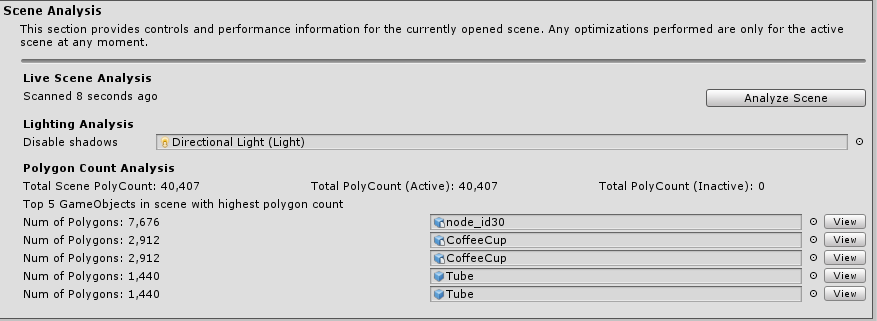 Scene Analysis
This section provides controls and performance information for the currently opened scene. Any optimizations performed are only for the active
scene at any moment.
Live Scene Analysis
Scanned 8 seconds ago
Analyze Scene
Lighting Analysis
Disable shadows Directional Light (Light)
Polygon Count Analysis
Total Scene PolyCount: 40,407 Total PolyCount (Active): 40,407 Total PolyCount (Inactive): 0
Top 5 GameObjects in scene with highest polygon count
Num of Polygons: 7,676 node_id30 View
Num of Polygons: 2,912 CoffeeCup View
Num of Polygons: 2,912 CoffeeCup View
Num of Polygons: 1,440 Tube View
Num of Polygons: 1,440 Tube View